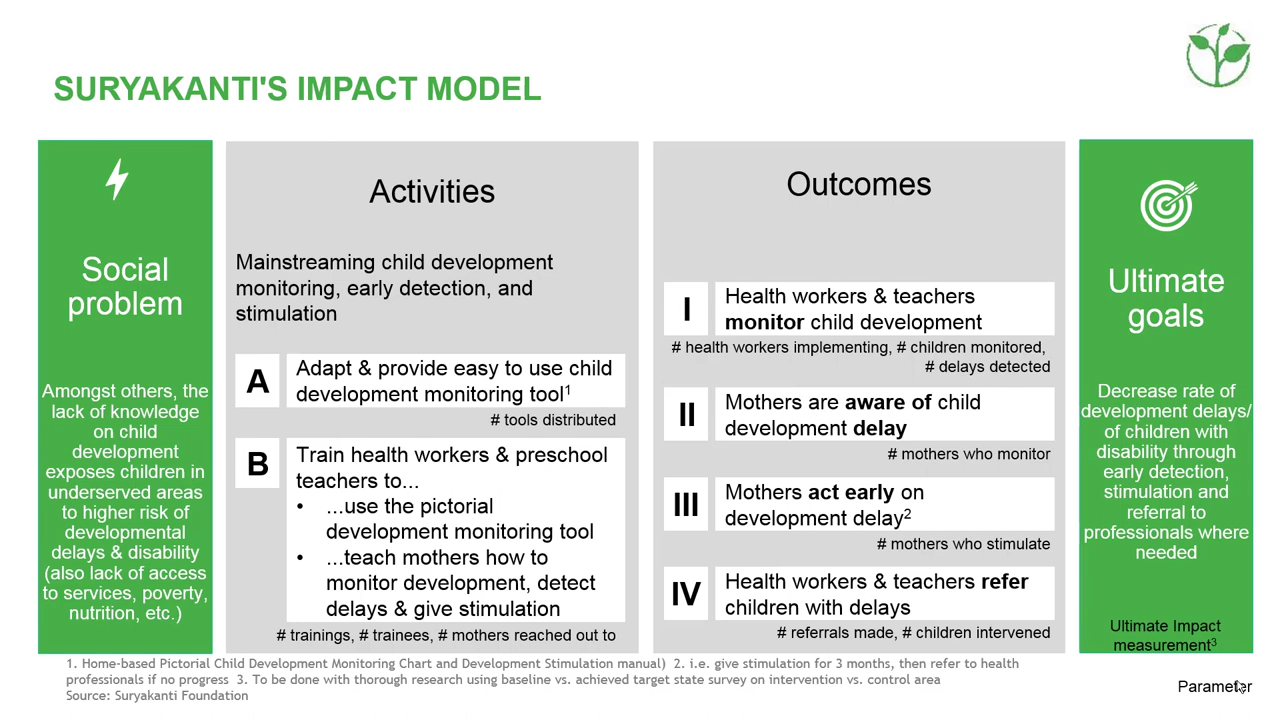 SURYAKANTI'S IMPACT MODEL
Social
problem
Amongst others, the
lack of knowledge
on child
development
exposes children in
underserved areas
to higher risk of
developmental
delays & disability
(also lack of access
to services, poverty,
nutrition, etc.)
Activities
Mainstreaming child development
monitoring, early detection, and
stimulation
A
Adapt & provide easy to use child
development monitoring tool1
# tools distributed
B
Train health workers & preschool
teachers to...
• ...use the pictorial
development monitoring tool
• ...teach mothers how to
monitor development, detect
delays & give stimulation
# trainings, # trainees, # mothers reached out to
Outcomes
I
Health workers & teachers
monitor child development
# health workers implementing, # children monitored,
# delays detected
II
Mothers are aware of child
development delay
# mothers who monitor
III
Mothers act early on
development delay2
# mothers who stimulate
IV
Health workers & teachers refer
children with delays
# referrals made, # children intervened
Ultimate
goals
Decrease rate of
development delays/
of children with
disability through
early detection,
stimulation and
referral to
professionals where
needed
Ultimate Impact
measurement3
1. Home-based Pictorial Child Development Monitoring Chart and Development Stimulation manual) 2. i.e. give stimulation for 3 months, then refer to health
professionals if no progress 3. To be done with thorough research using baseline vs. achieved target state survey on intervention vs. control area
Source: Suryakanti Foundation
Parameter